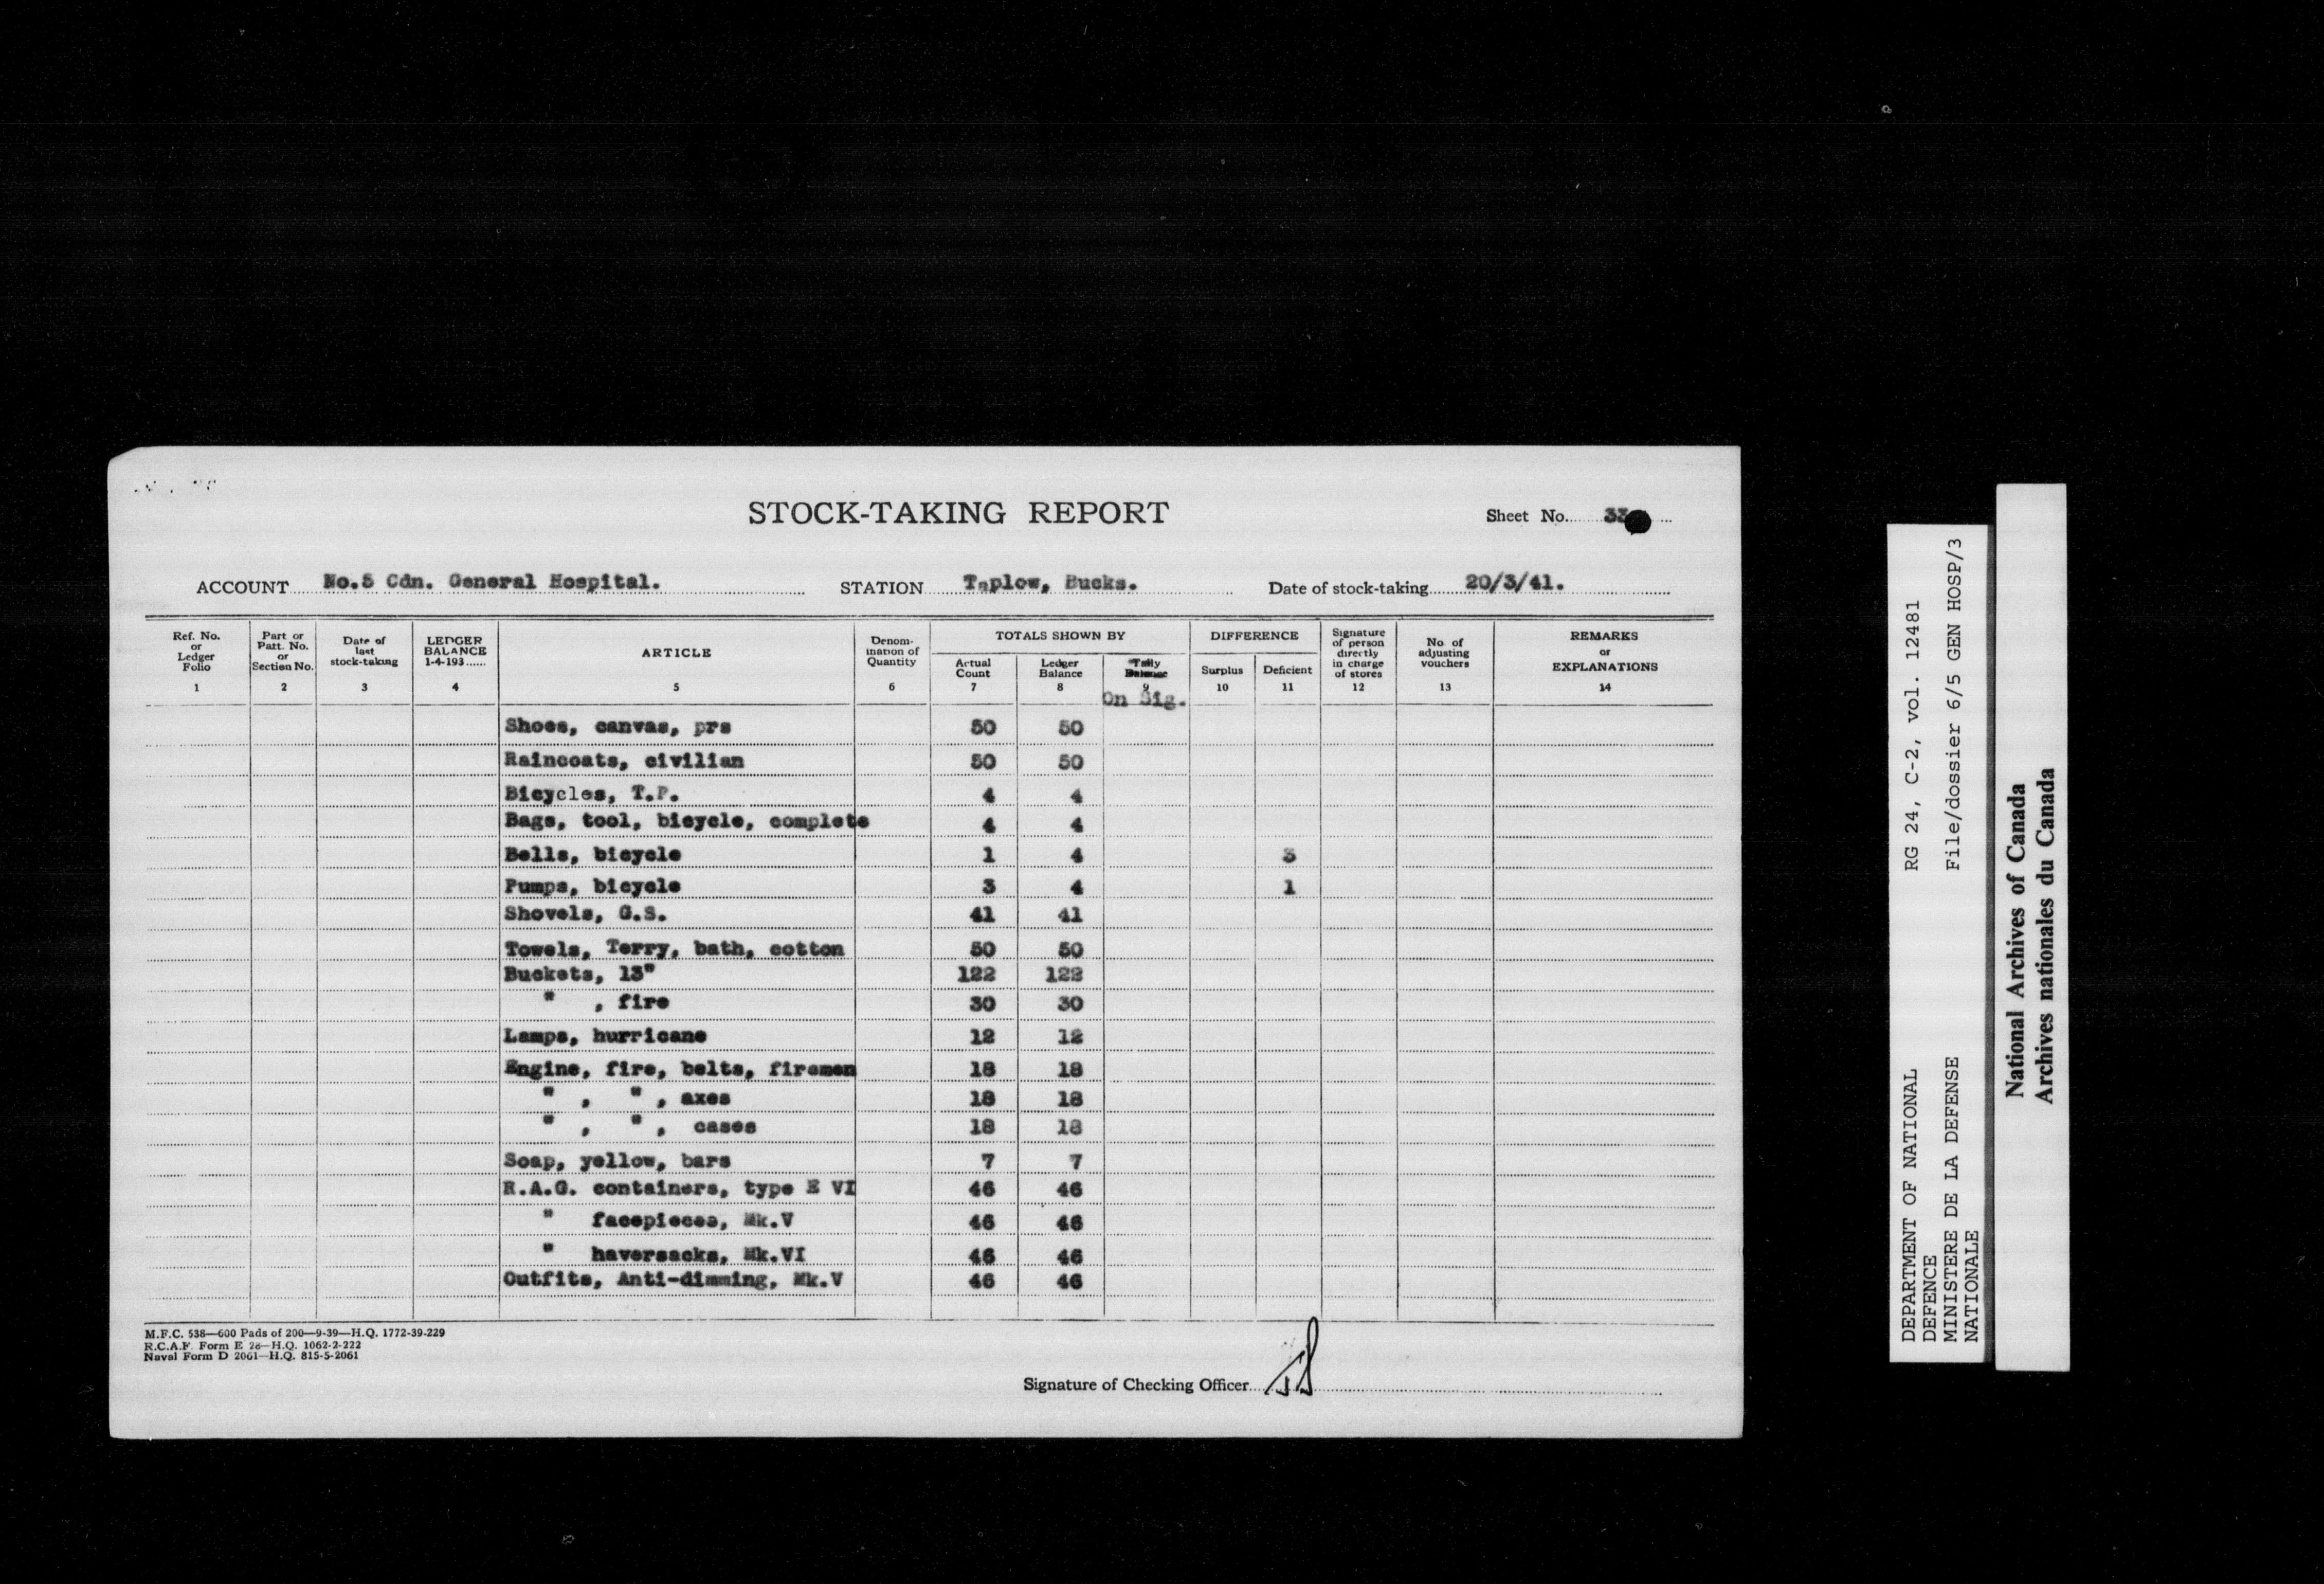 STOCK-TAKING REPORT
Sheet No. 33
ACCOUNT No.5 Cdn. General Hospital. STATION Taplow, Bucks. Date of stock-taking 20/3/41.
Ref. No. or Ledger Folio 1
Part or Patt. No. or Section No. 2
Date of last stock-taking 3
LEDGER BALANCE 1-4-193...... 4
ARTICLE 5
Denomination of Quantity 6
TOTALS SHOWN BY
Actual Count 7
Ledger Balance 8
Tally Balance 9
On Sig.
DIFFERENCE
Surplus 10
Deficient 11
Signature of person directly in charge of stores 12
No of adjusting vouchers 13
REMARKS or EXPLANATIONS 14
Shoes, canvas, prs 50 50
Raincoats, civilian 50 50
Bicycles, T.P. 4 4
Bags, tool, bicycle, complete 4 4
Bells, bicycle 1 4 3
Pumps, bicycle 3 4 1
Shovels, G.S. 41 41
Towels, Terry, bath, cotton 50 50
Buckets, 13" 122 122
" , fire 30 30
Lamps, hurricane 12 12
Engine, fire, belts, firemen 18 18
" , " , axes 18 18
" , " , cases 18 18
Soap, yellow, bars 7 7
R.A.G. containers, type E VI 46 46
" facepieces, Mk.V 46 46
" haversacks, Mk.VI 46 46
Outfits, Anti-dimming, Mk.V 46 46
M.F.C. 538—600 Pads of 200—9-39—H.Q. 1772-39-229
R.C.A.F. Form E 26—H.Q. 1062-2-222
Naval Form D 2061—H.Q. 815-5-2061
Signature of Checking Officer
DEPARTMENT OF NATIONAL DEFENCE RG 24, C-2, vol. 12481
MINISTERE DE LA DEFENSE NATIONALE File/dossier 6/5 GEN HOSP/3
National Archives of Canada
Archives nationales du Canada